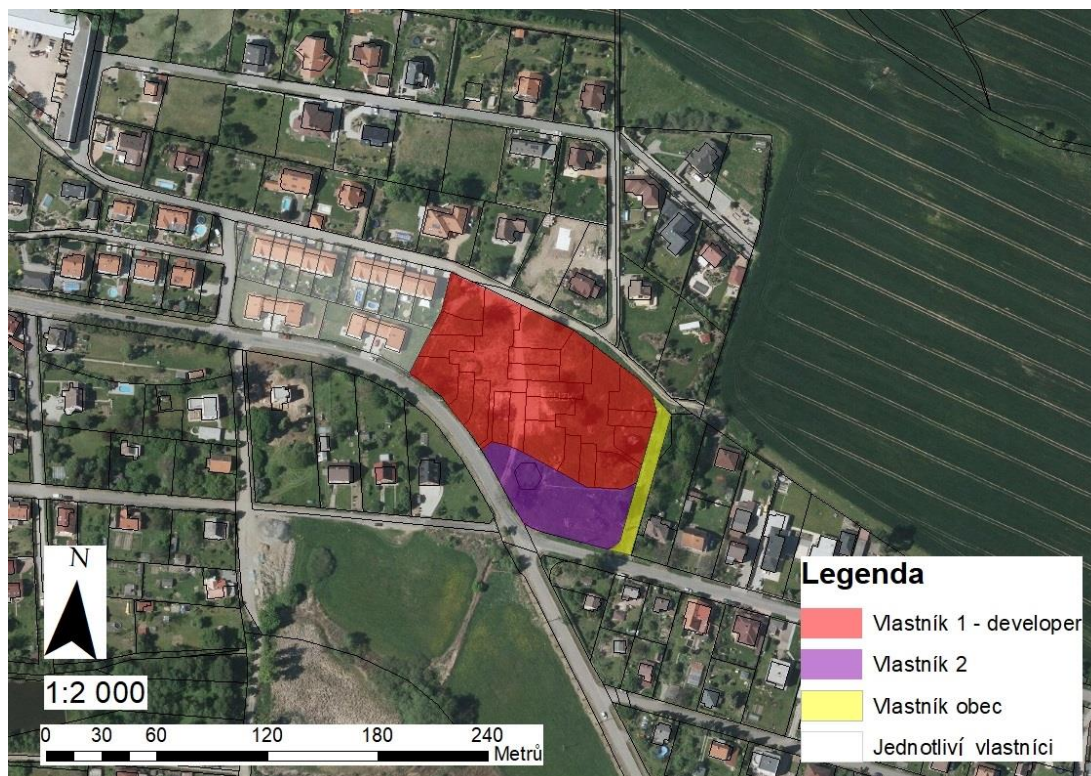 N
1:2 000
0 30 60 120 180 240
Metrů
Legenda
Vlastník 1 - developer
Vlastník 2
Vlastník obec
Jednotliví vlastníci